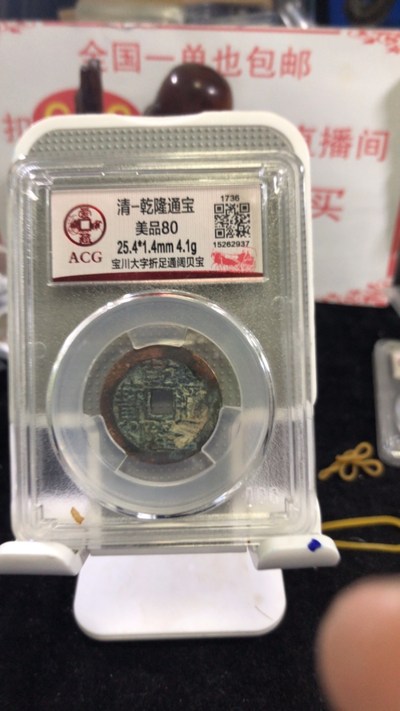 全国一单也包邮
扣
直播间
买
清一乾隆通宝
美品80
25.4*1.4mm 4.1g
宝川大字折足通阔贝宝
ACG
1736
15262937